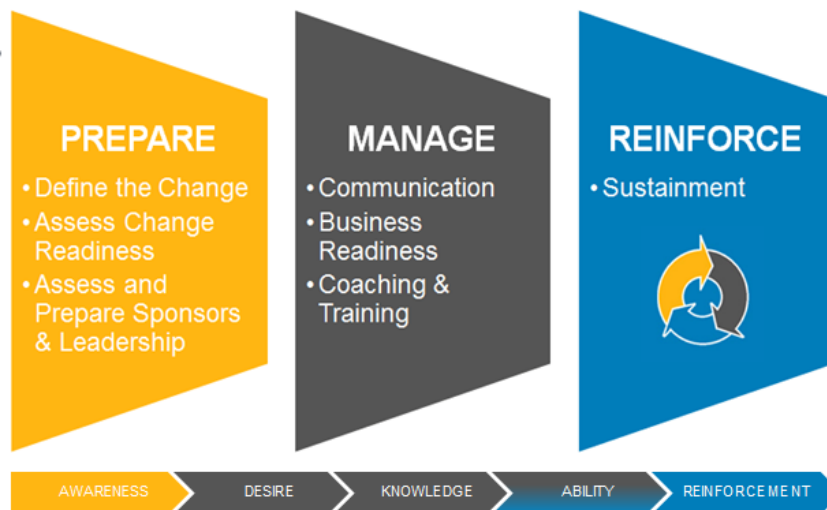 PREPARE
• Define the Change
• Assess Change
Readiness
• Assess and
Prepare Sponsors
& Leadership
MANAGE
• Communication
• Business
Readiness
• Coaching &
Training
REINFORCE
• Sustainment
AWARENESS
DESIRE
KNOWLEDGE
ABILITY
REINFORCEMENT